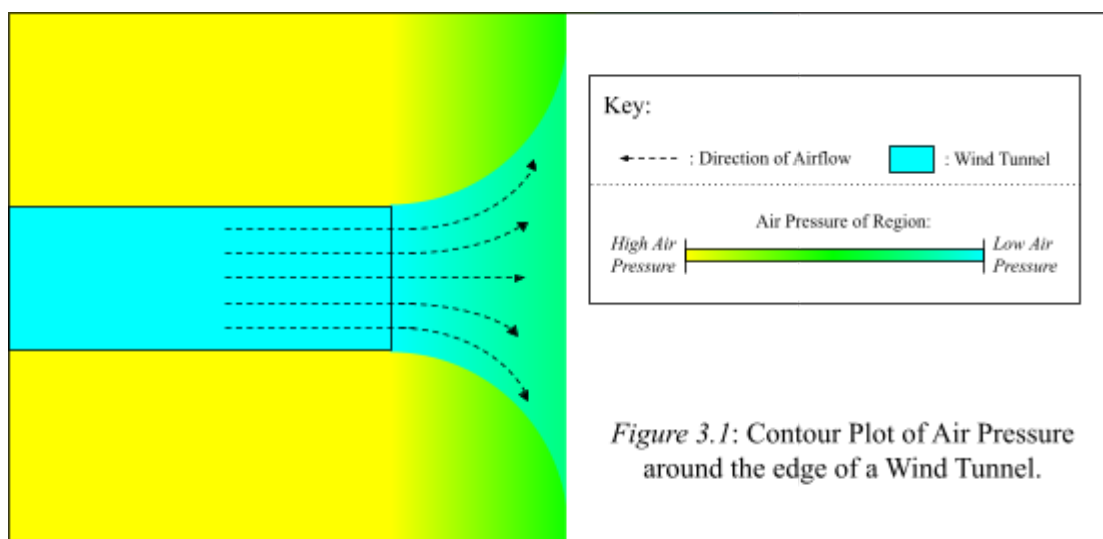 Key:
: Direction of Airflow
: Wind Tunnel
Air Pressure of Region:
High Air
Pressure
Low Air
Pressure
Figure 3.1: Contour Plot of Air Pressure
around the edge of a Wind Tunnel.